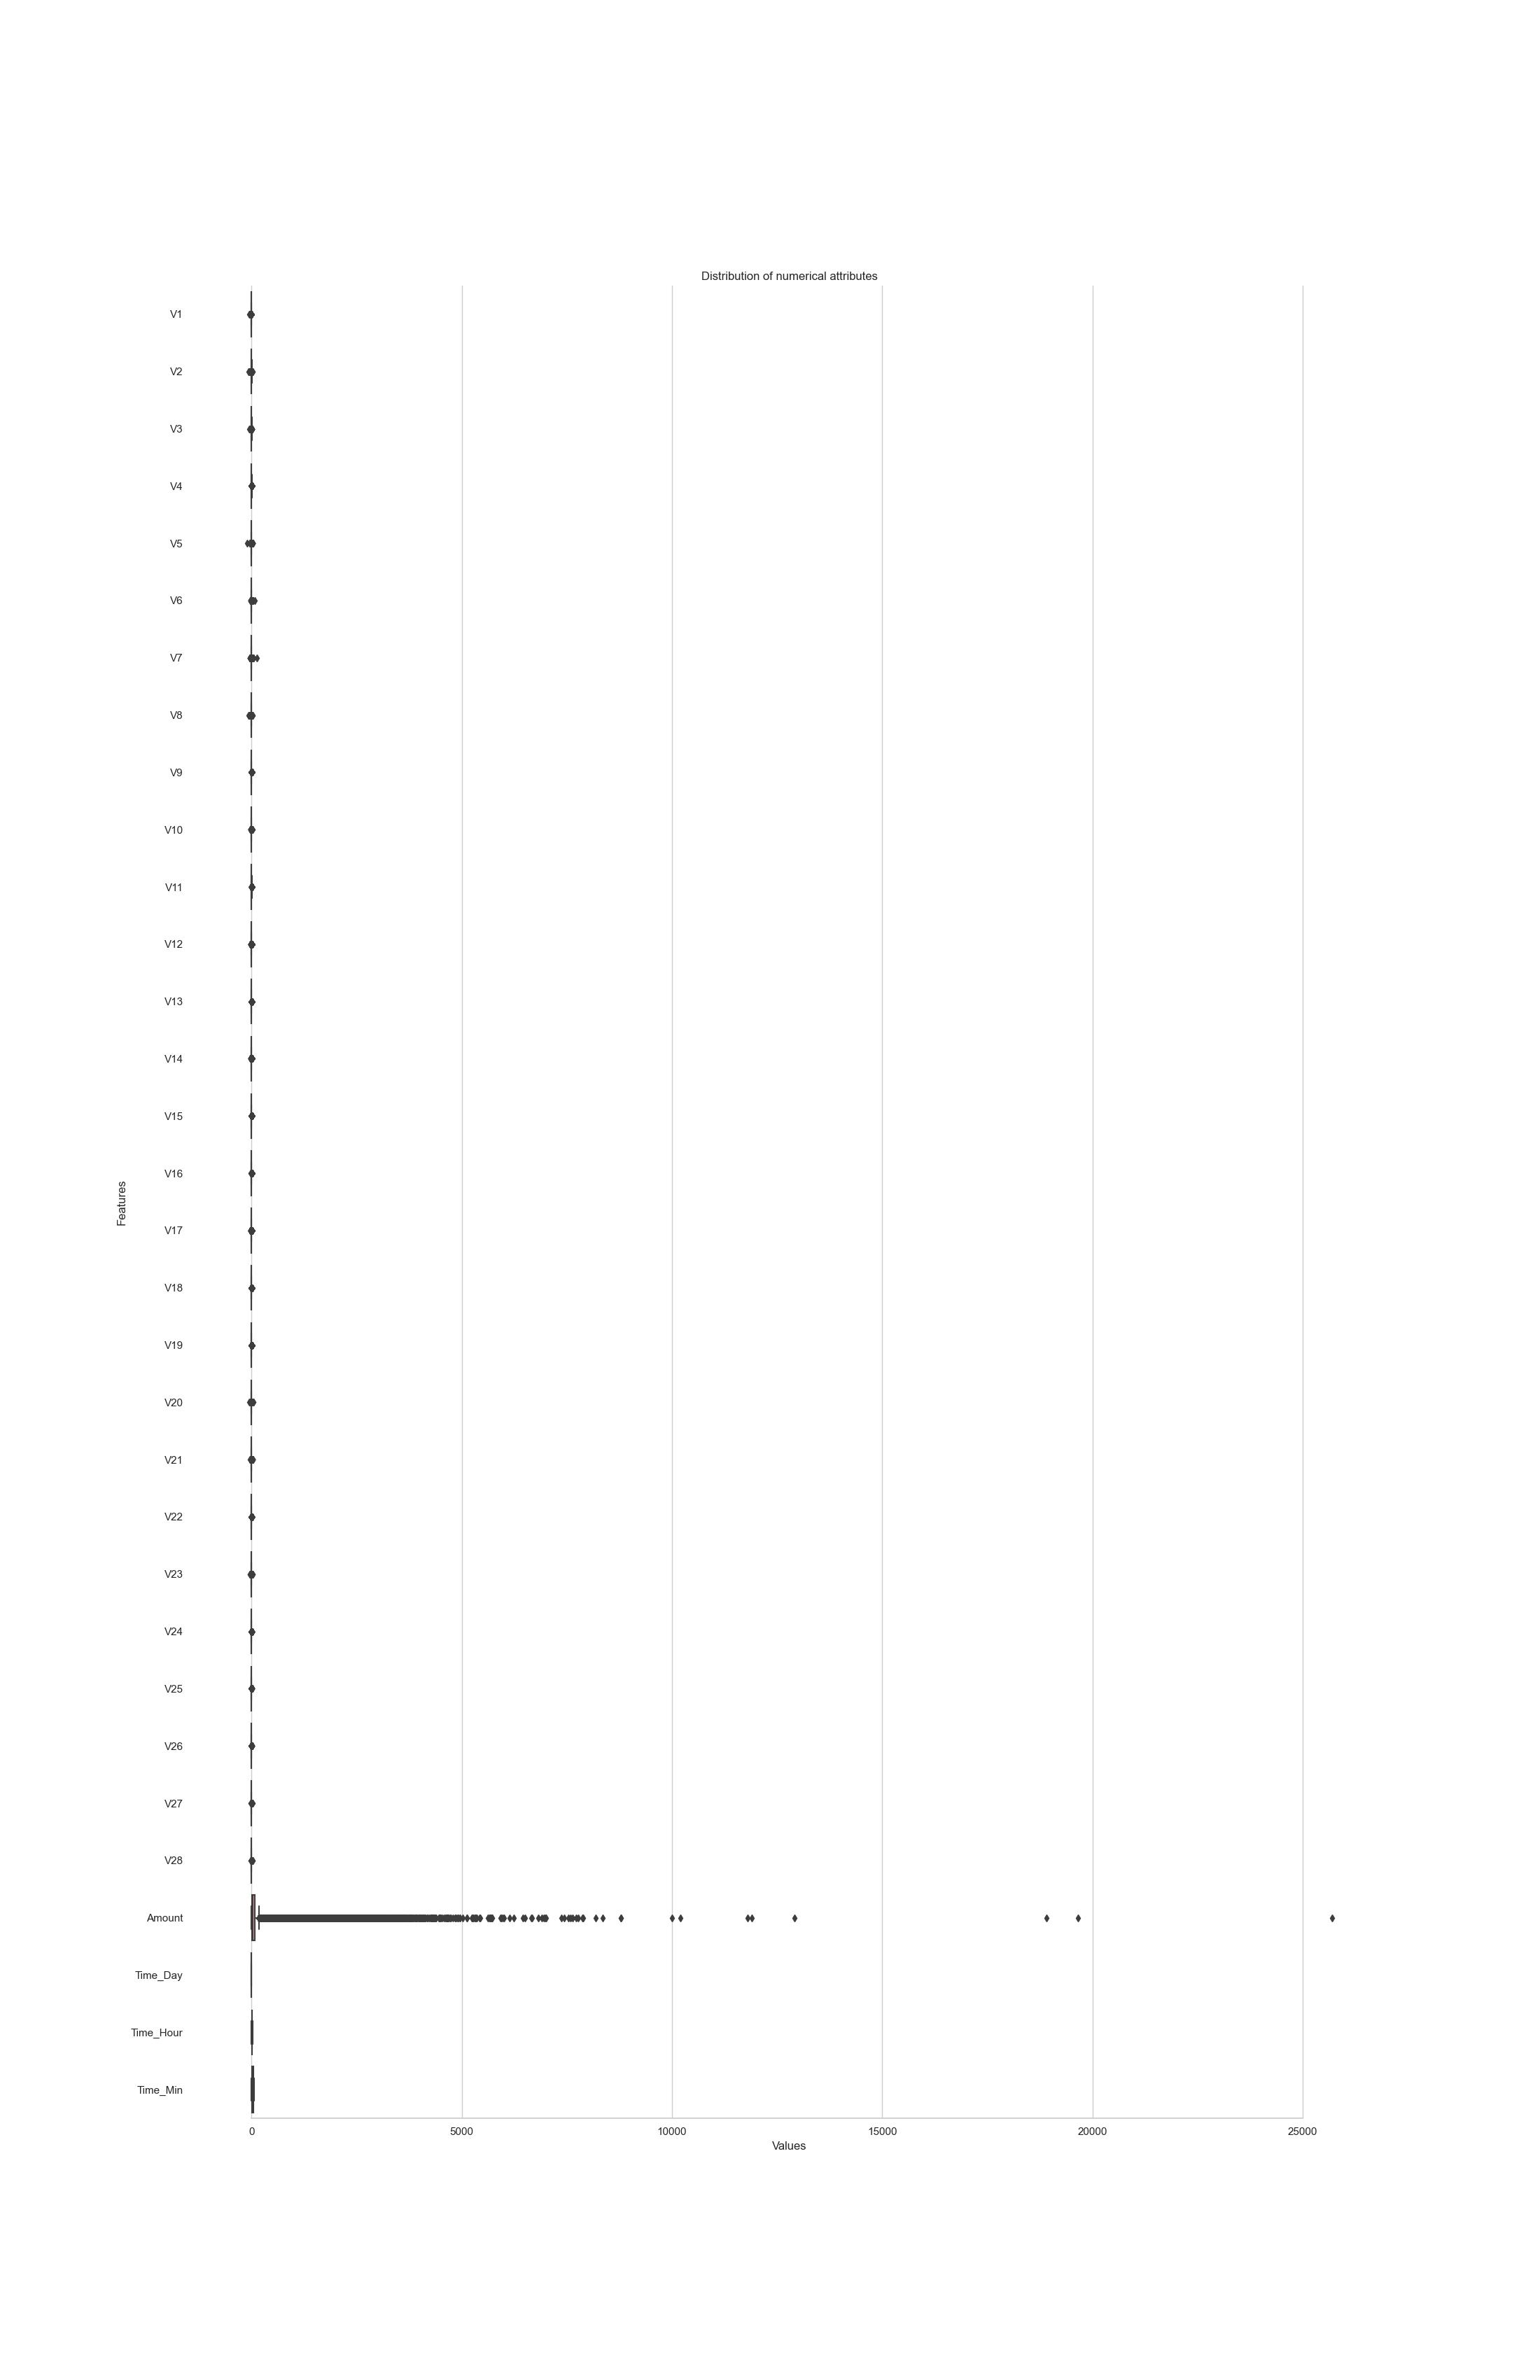 Distribution of numerical attributes
V1
V2
V3
V4
V5
V6
V7
V8
V9
V10
V11
V12
V13
V14
V15
V16
Features
V17
V18
V19
V20
V21
V22
V23
V24
V25
V26
V27
V28
Amount
Time_Day
Time_Hour
Time_Min
0 5000 10000 15000 20000 25000
Values